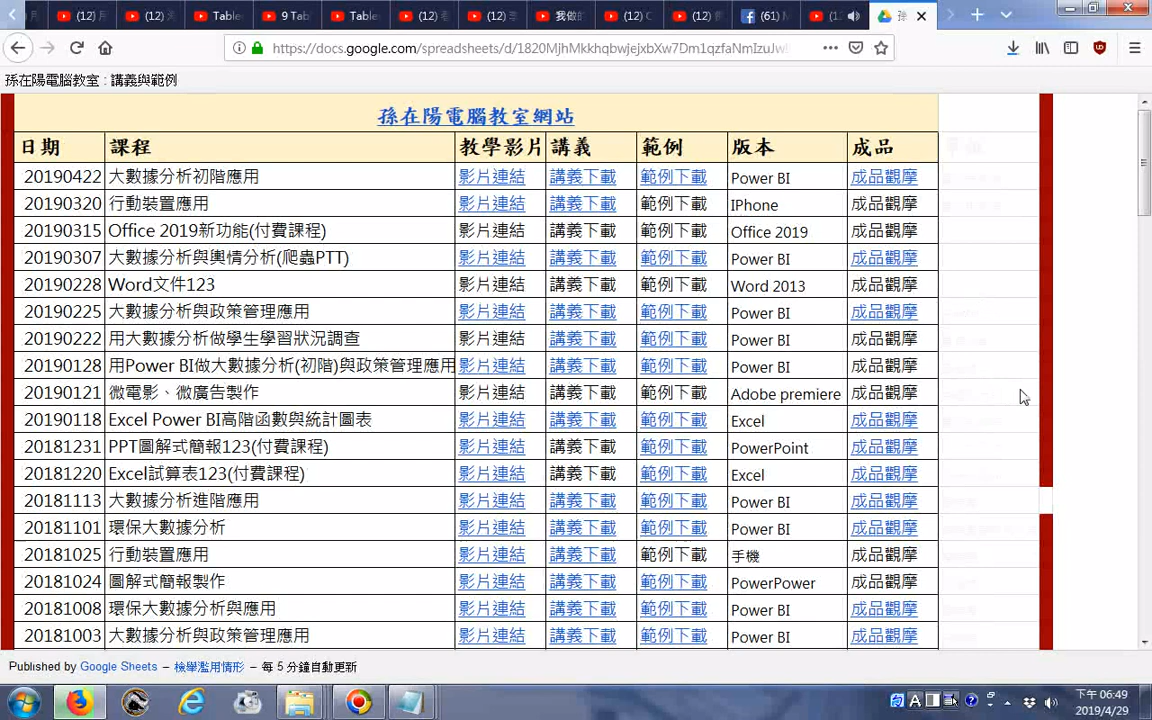 (12) 月
(12)
Table
9 Tab
Table
(12)
(12)
我做的
(12) C
(12)
(61) M
(1
孫
https://docs.google.com/spreadsheets/d/1820MjhMkkhqbwjejxbXw7Dm1qzfaNmIzuJw
孫在陽電腦教室 : 講義與範例
孫在陽電腦教室網站
日期 課程 教學影片 講義 範例 版本 成品
20190422 大數據分析初階應用 影片連結 講義下載 範例下載 Power BI 成品觀摩
20190320 行動裝置應用 影片連結 講義下載 範例下載 IPhone 成品觀摩
20190315 Office 2019新功能(付費課程) 影片連結 講義下載 範例下載 Office 2019 成品觀摩
20190307 大數據分析與輿情分析(爬蟲PTT) 影片連結 講義下載 範例下載 Power BI 成品觀摩
20190228 Word文件123 影片連結 講義下載 範例下載 Word 2013 成品觀摩
20190225 大數據分析與政策管理應用 影片連結 講義下載 範例下載 Power BI 成品觀摩
20190222 用大數據分析做學生學習狀況調查 影片連結 講義下載 範例下載 Power BI 成品觀摩
20190128 用Power BI做大數據分析(初階)與政策管理應用 影片連結 講義下載 範例下載 Power BI 成品觀摩
20190121 微電影、微廣告製作 影片連結 講義下載 範例下載 Adobe premiere 成品觀摩
20190118 Excel Power BI高階函數與統計圖表 影片連結 講義下載 範例下載 Excel 成品觀摩
20181231 PPT圖解式簡報123(付費課程) 影片連結 講義下載 範例下載 PowerPoint 成品觀摩
20181220 Excel試算表123(付費課程) 影片連結 講義下載 範例下載 Excel 成品觀摩
20181113 大數據分析進階應用 影片連結 講義下載 範例下載 Power BI 成品觀摩
20181101 環保大數據分析 影片連結 講義下載 範例下載 Power BI 成品觀摩
20181025 行動裝置應用 影片連結 講義下載 範例下載 手機 成品觀摩
20181024 圖解式簡報製作 影片連結 講義下載 範例下載 PowerPower 成品觀摩
20181008 環保大數據分析與應用 影片連結 講義下載 範例下載 Power BI 成品觀摩
20181003 大數據分析與政策管理應用 影片連結 講義下載 範例下載 Power BI 成品觀摩
Published by Google Sheets – 檢舉濫用情形 – 每 5 分鐘自動更新
A
下午 06:49
2019/4/29